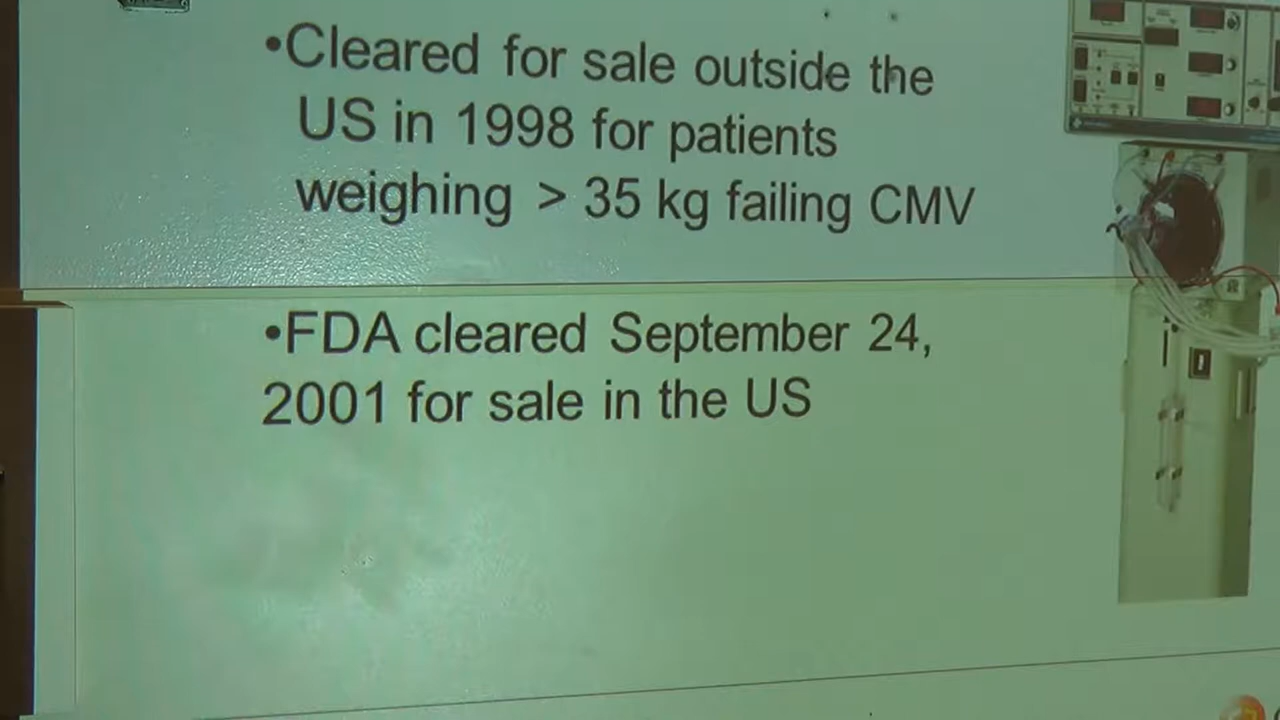 •Cleared for sale outside the
US in 1998 for patients
weighing > 35 kg failing CMV
•FDA cleared September 24,
2001 for sale in the US